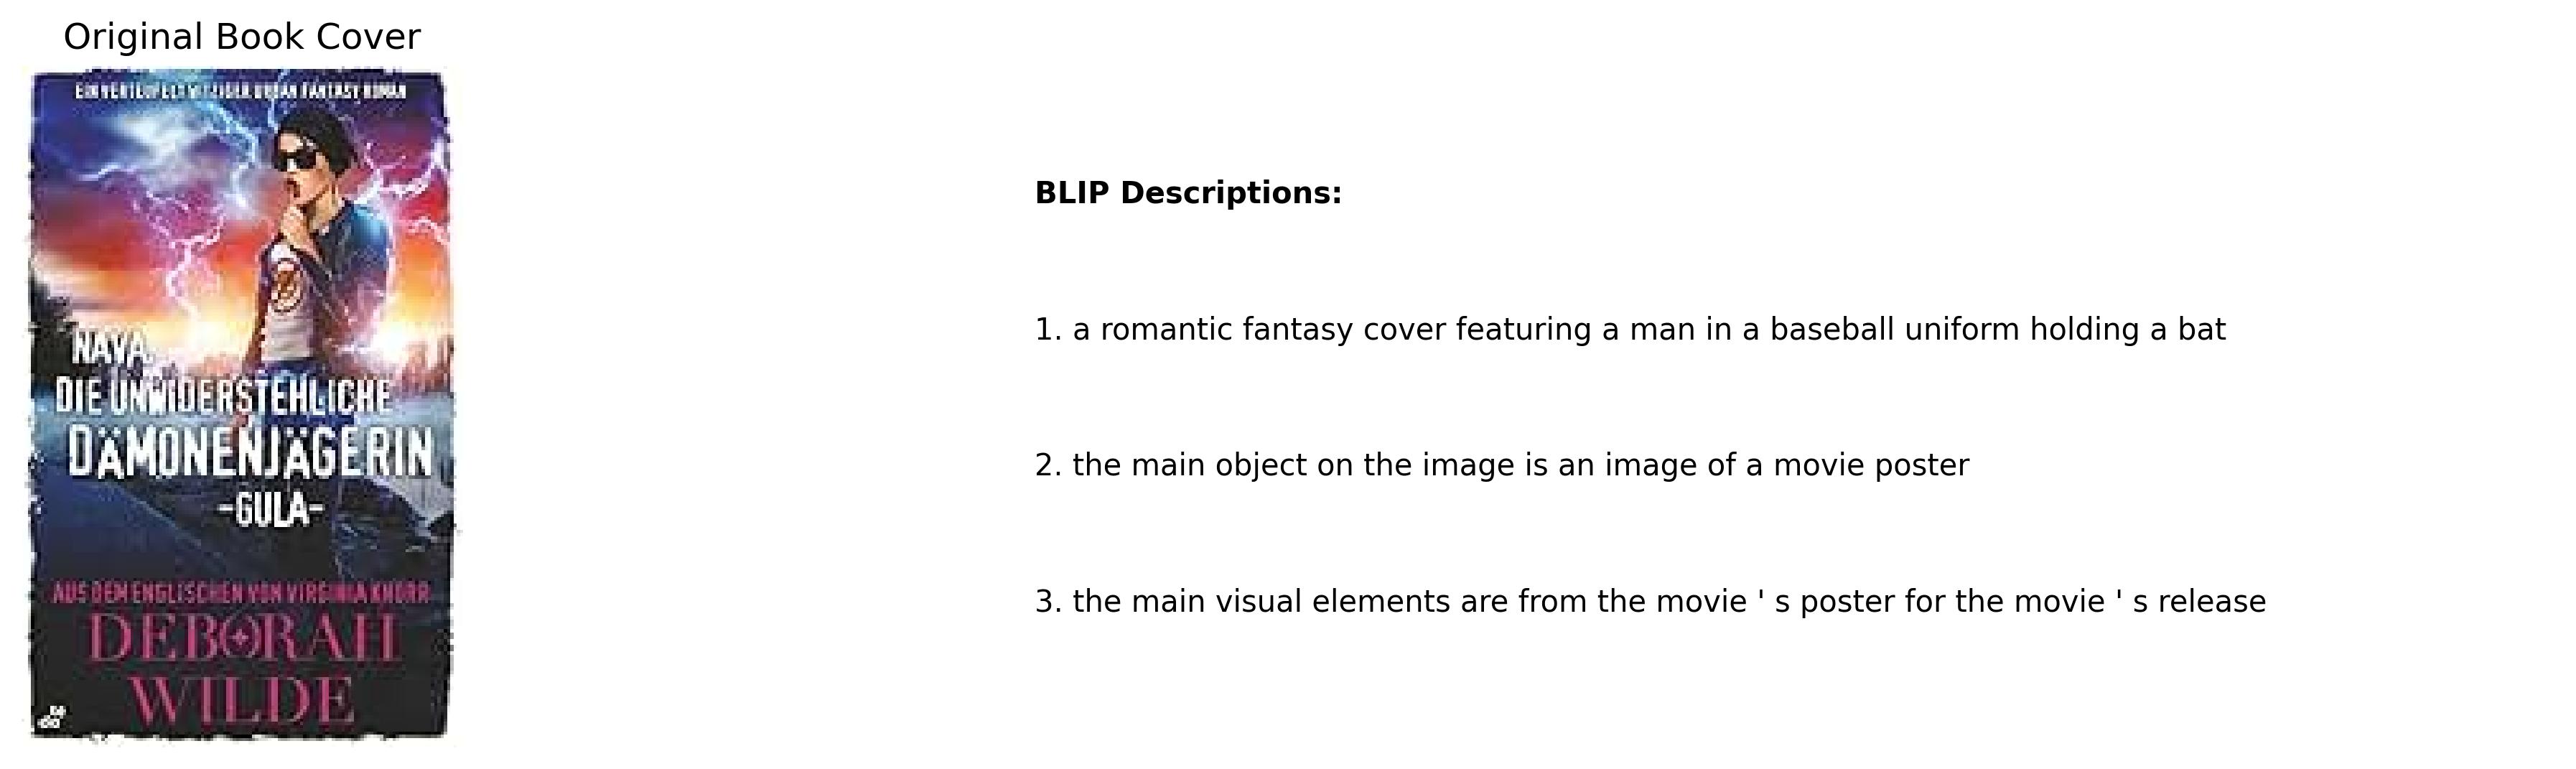 Original Book Cover
EIN VERTEUFELT WITZIGER URBAN FANTASY ROMAN
NAVA
DIE UNWIDERSTEHLICHE
DÄMONENJÄGERIN
-GULA-
AUS DEM ENGLISCHEN VON VIRGINIA KNORR
DEBORAH
WILDE
BLIP Descriptions:
1. a romantic fantasy cover featuring a man in a baseball uniform holding a bat
2. the main object on the image is an image of a movie poster
3. the main visual elements are from the movie ' s poster for the movie ' s release